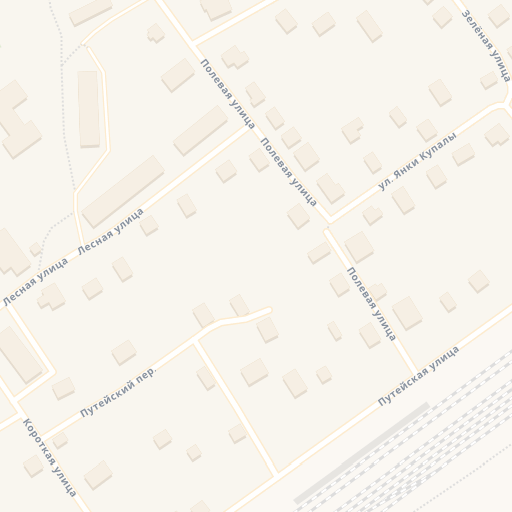 Зелёная улица
Полевая улица
Полевая улица
ул. Янки Купалы
Лесная улица
Лесная улица
Полевая улица
Путейская улица
Путейский пер.
Короткая улица